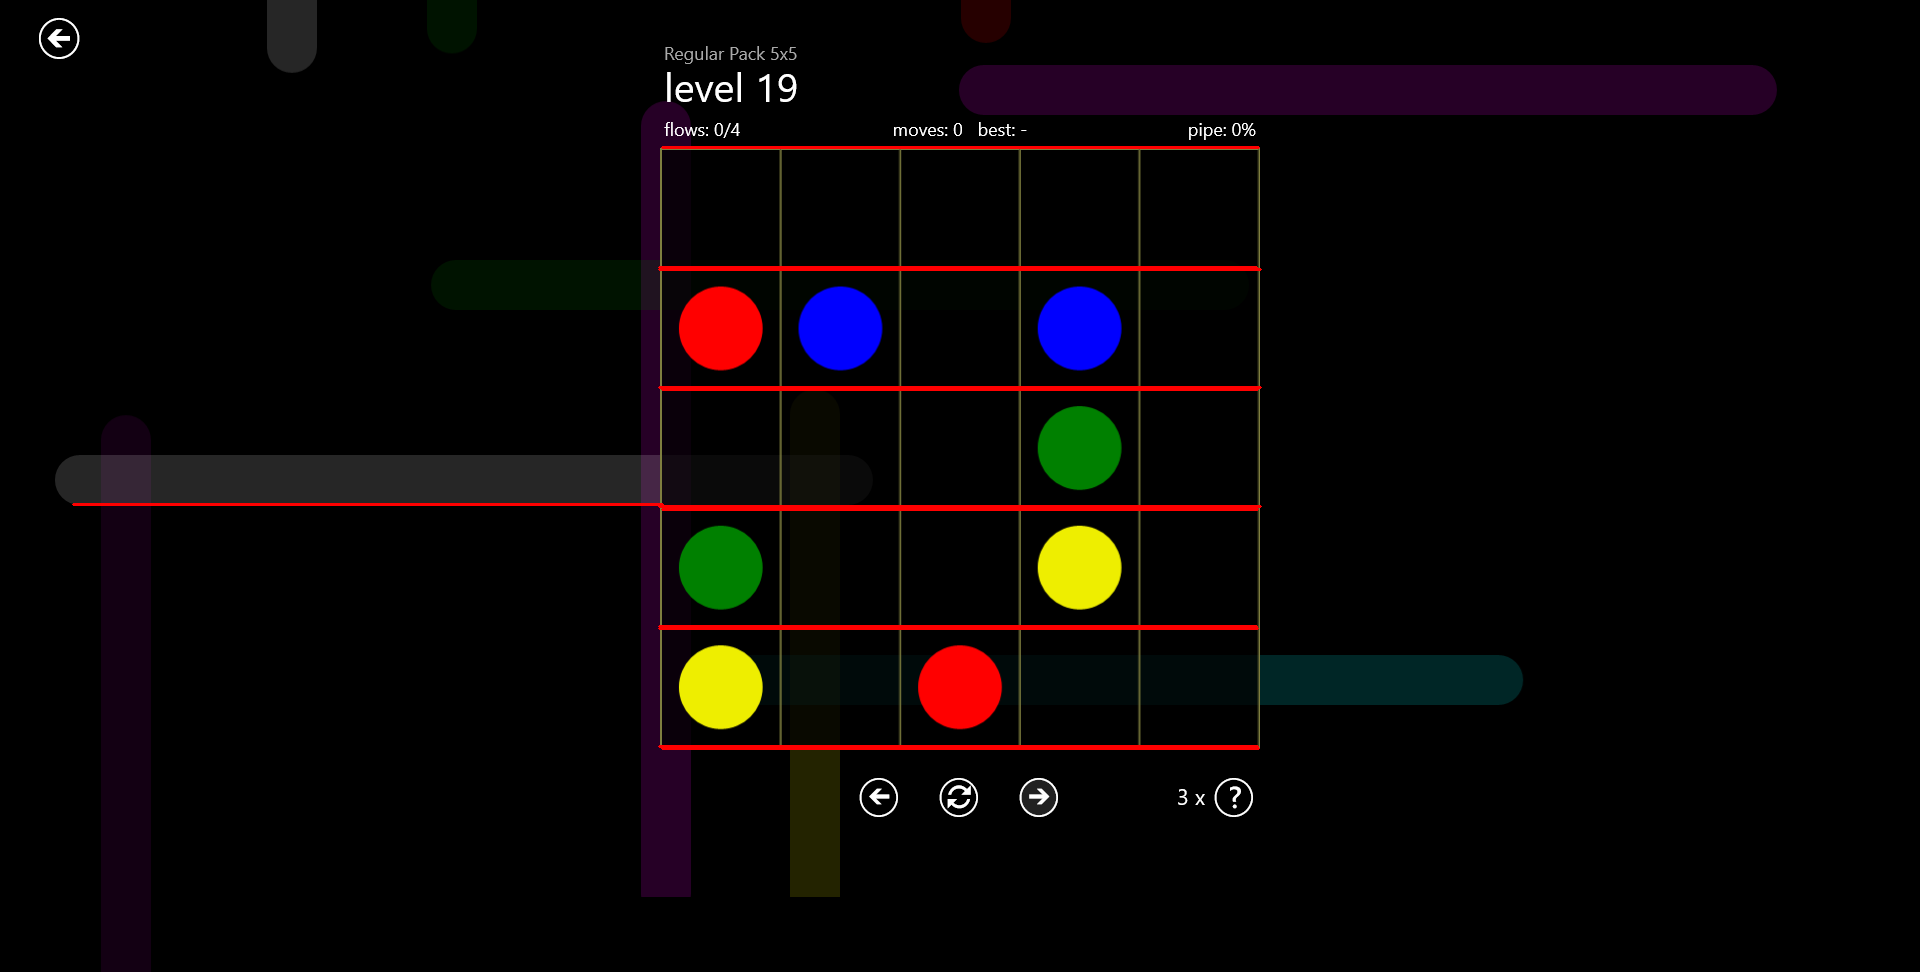 Regular Pack 5x5
level 19
flows: 0/4 moves: 0 best: - pipe: 0%
3 x ?